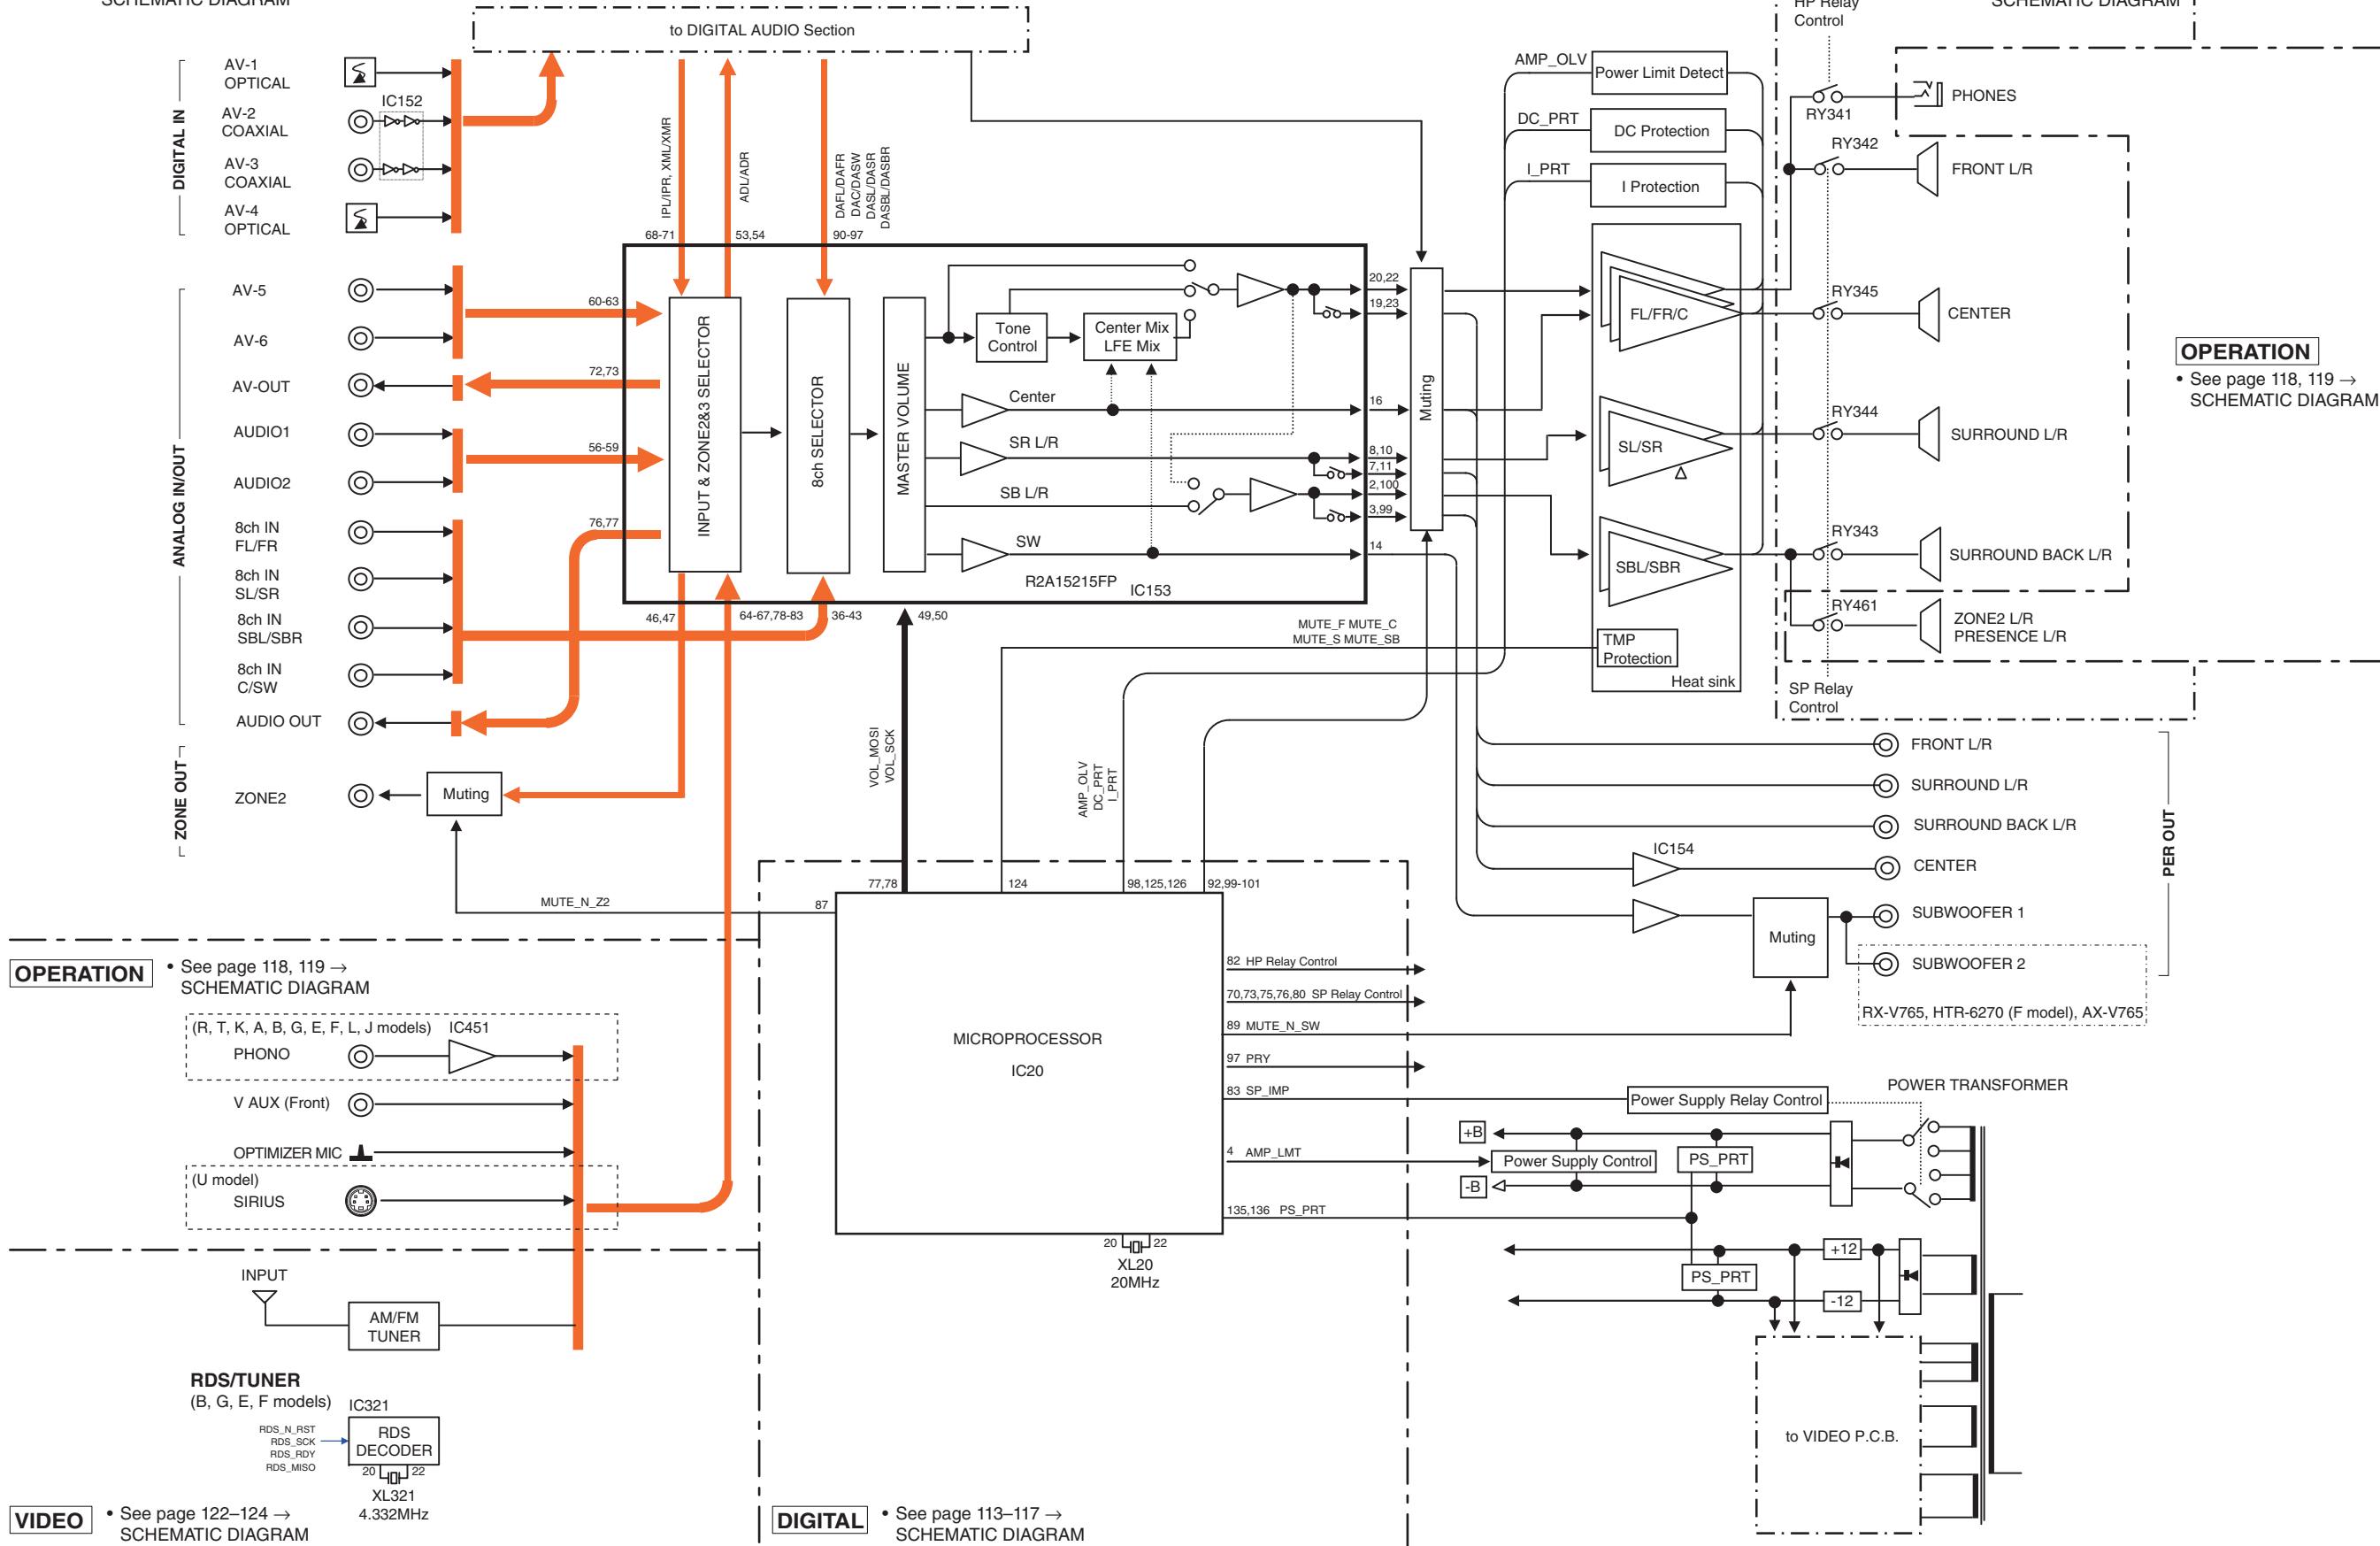 SCHEMATIC DIAGRAM
to DIGITAL AUDIO Section
HP Relay
Control
SCHEMATIC DIAGRAM
DIGITAL IN
AV-1
OPTICAL
AV-2
COAXIAL
IC152
AV-3
COAXIAL
AV-4
OPTICAL
IPL/IPR, XML/XMR
ADL/ADR
DAFL/DAFR
DAC/DASW
DASL/DASR
DASBL/DASBR
68-71
53,54
90-97
AMP_OLV
Power Limit Detect
DC_PRT
DC Protection
I_PRT
I Protection
RY341
PHONES
RY342
FRONT L/R
RY345
CENTER
RY344
SURROUND L/R
RY343
SURROUND BACK L/R
RY461
ZONE2 L/R
PRESENCE L/R
SP Relay
Control
OPERATION
• See page 118, 119 →
SCHEMATIC DIAGRAM
ANALOG IN/OUT
AV-5
AV-6
AV-OUT
AUDIO1
AUDIO2
8ch IN
FL/FR
8ch IN
SL/SR
8ch IN
SBL/SBR
8ch IN
C/SW
AUDIO OUT
60-63
72,73
56-59
76,77
INPUT & ZONE2&3 SELECTOR
8ch SELECTOR
MASTER VOLUME
Tone
Control
Center Mix
LFE Mix
Center
SR L/R
SB L/R
SW
R2A15215FP
IC153
20,22
19,23
16
8,10
7,11
2,100
3,99
14
Muting
FL/FR/C
SL/SR
SBL/SBR
TMP
Protection
Heat sink
46,47
64-67,78-83
36-43
49,50
MUTE_F MUTE_C
MUTE_S MUTE_SB
ZONE OUT
ZONE2
Muting
VOL_MOSI
VOL_SCK
AMP_OLV
DC_PRT
I_PRT
PER OUT
FRONT L/R
SURROUND L/R
SURROUND BACK L/R
IC154
CENTER
SUBWOOFER 1
Muting
SUBWOOFER 2
RX-V765, HTR-6270 (F model), AX-V765
MUTE_N_Z2
87
77,78
124
98,125,126
92,99-101
MICROPROCESSOR
IC20
82 HP Relay Control
70,73,75,76,80 SP Relay Control
89 MUTE_N_SW
97 PRY
83 SP_IMP
4 AMP_LMT
135,136 PS_PRT
20
22
XL20
20MHz
Power Supply Relay Control
POWER TRANSFORMER
+B
Power Supply Control
PS_PRT
-B
+12
PS_PRT
-12
to VIDEO P.C.B.
OPERATION
• See page 118, 119 →
SCHEMATIC DIAGRAM
(R, T, K, A, B, G, E, F, L, J models)
IC451
PHONO
V AUX (Front)
OPTIMIZER MIC
(U model)
SIRIUS
INPUT
AM/FM
TUNER
RDS/TUNER
(B, G, E, F models)
IC321
RDS_N_RST
RDS_SCK
RDS_RDY
RDS_MISO
RDS
DECODER
20
22
XL321
4.332MHz
VIDEO
• See page 122–124 →
SCHEMATIC DIAGRAM
DIGITAL
• See page 113–117 →
SCHEMATIC DIAGRAM